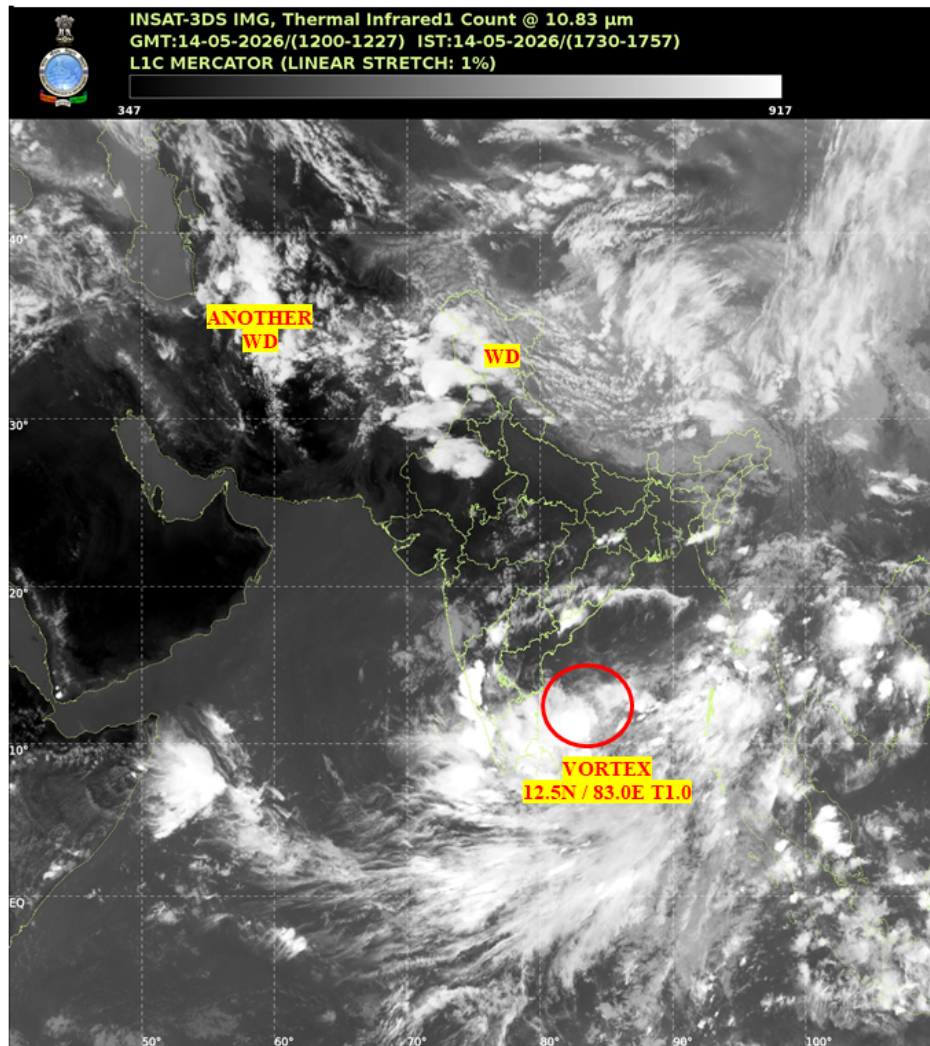 INSAT-3DS IMG, Thermal Infrared1 Count @ 10.83 μm
GMT:14-05-2026/(1200-1227) IST:14-05-2026/(1730-1757)
L1C MERCATOR (LINEAR STRETCH: 1%)
347 917
40°
ANOTHER
WD
WD
30°
20°
10°
VORTEX
12.5N / 83.0E T1.0
EQ
50° 60° 70° 80° 90° 100°